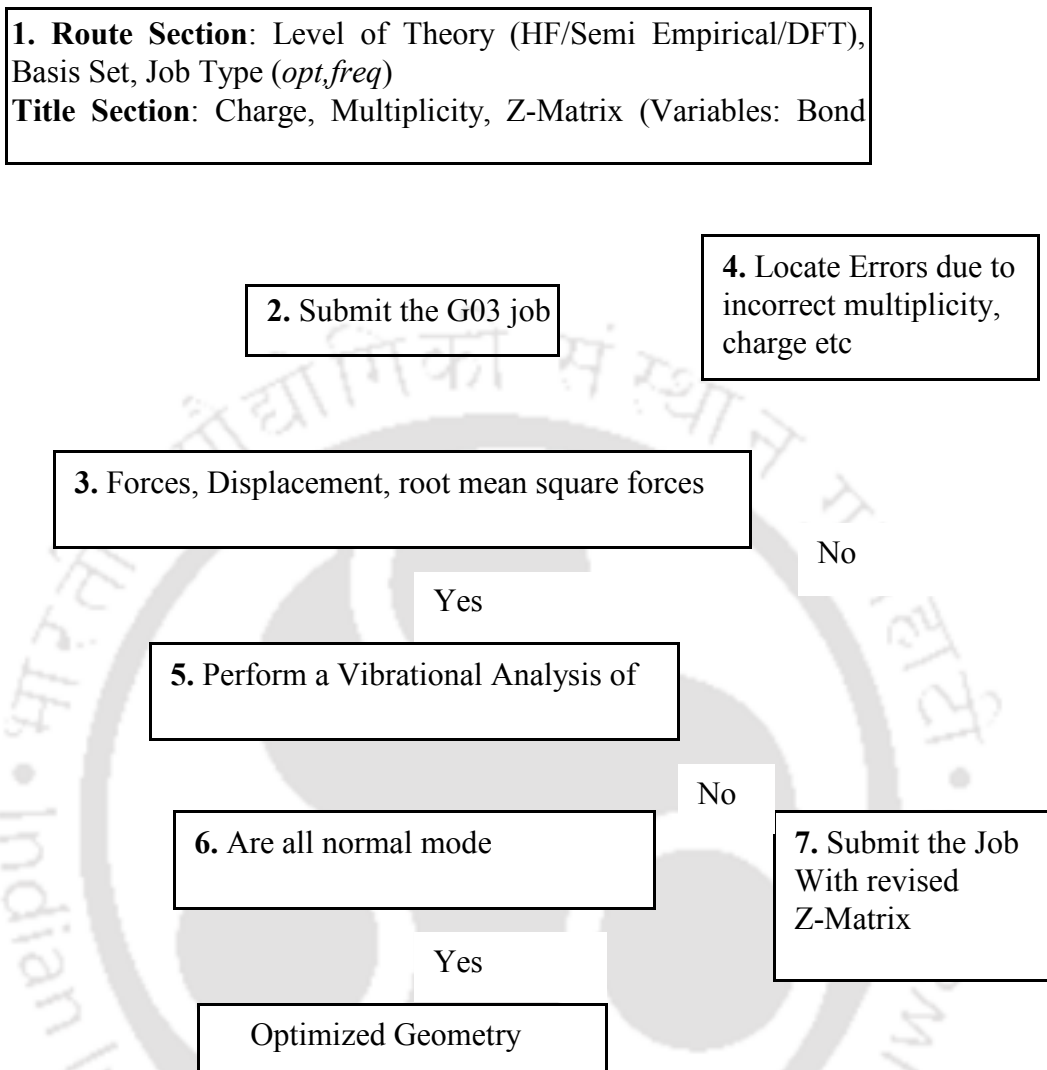 1. Route Section: Level of Theory (HF/Semi Empirical/DFT),
Basis Set, Job Type (opt,freq)
Title Section: Charge, Multiplicity, Z-Matrix (Variables: Bond
4. Locate Errors due to
incorrect multiplicity,
charge etc
2. Submit the G03 job
3. Forces, Displacement, root mean square forces
No
Yes
5. Perform a Vibrational Analysis of
No
6. Are all normal mode
7. Submit the Job
With revised
Z-Matrix
Yes
Optimized Geometry
Indian